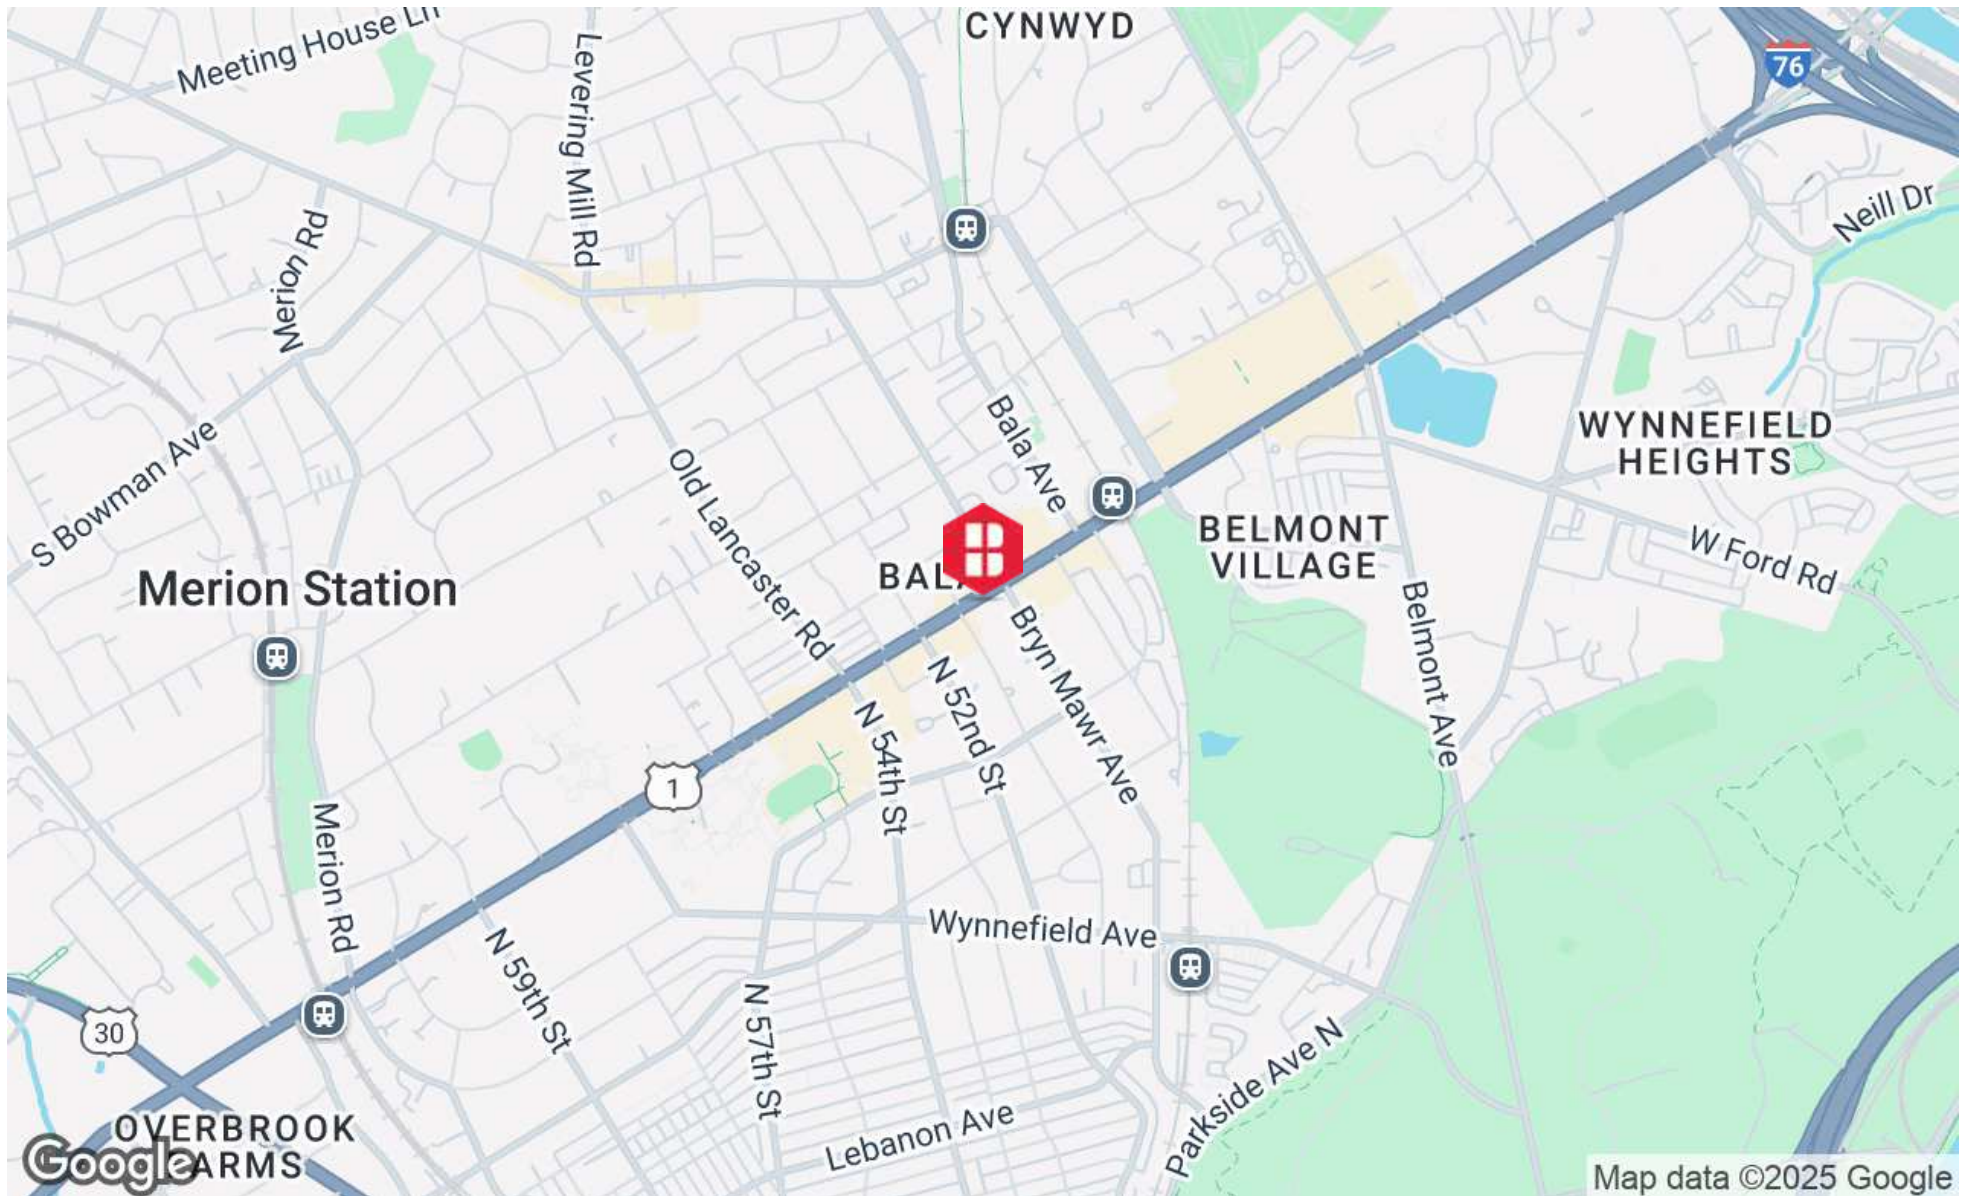 CYNWYD
Meeting House Ln
Levering Mill Rd
76
Neill Dr
Merion Rd
S Bowman Ave
Bala Ave
WYNNEFIELD
HEIGHTS
Old Lancaster Rd
BELMONT
VILLAGE
W Ford Rd
Merion Station
BALA
B
Belmont Ave
Bryn Mawr Ave
N 52nd St
N 54th St
1
Merion Rd
Wynnefield Ave
N 59th St
N 57th St
30
Parkside Ave N
Lebanon Ave
OVERBROOK
FARMS
Google
Map data ©2025 Google